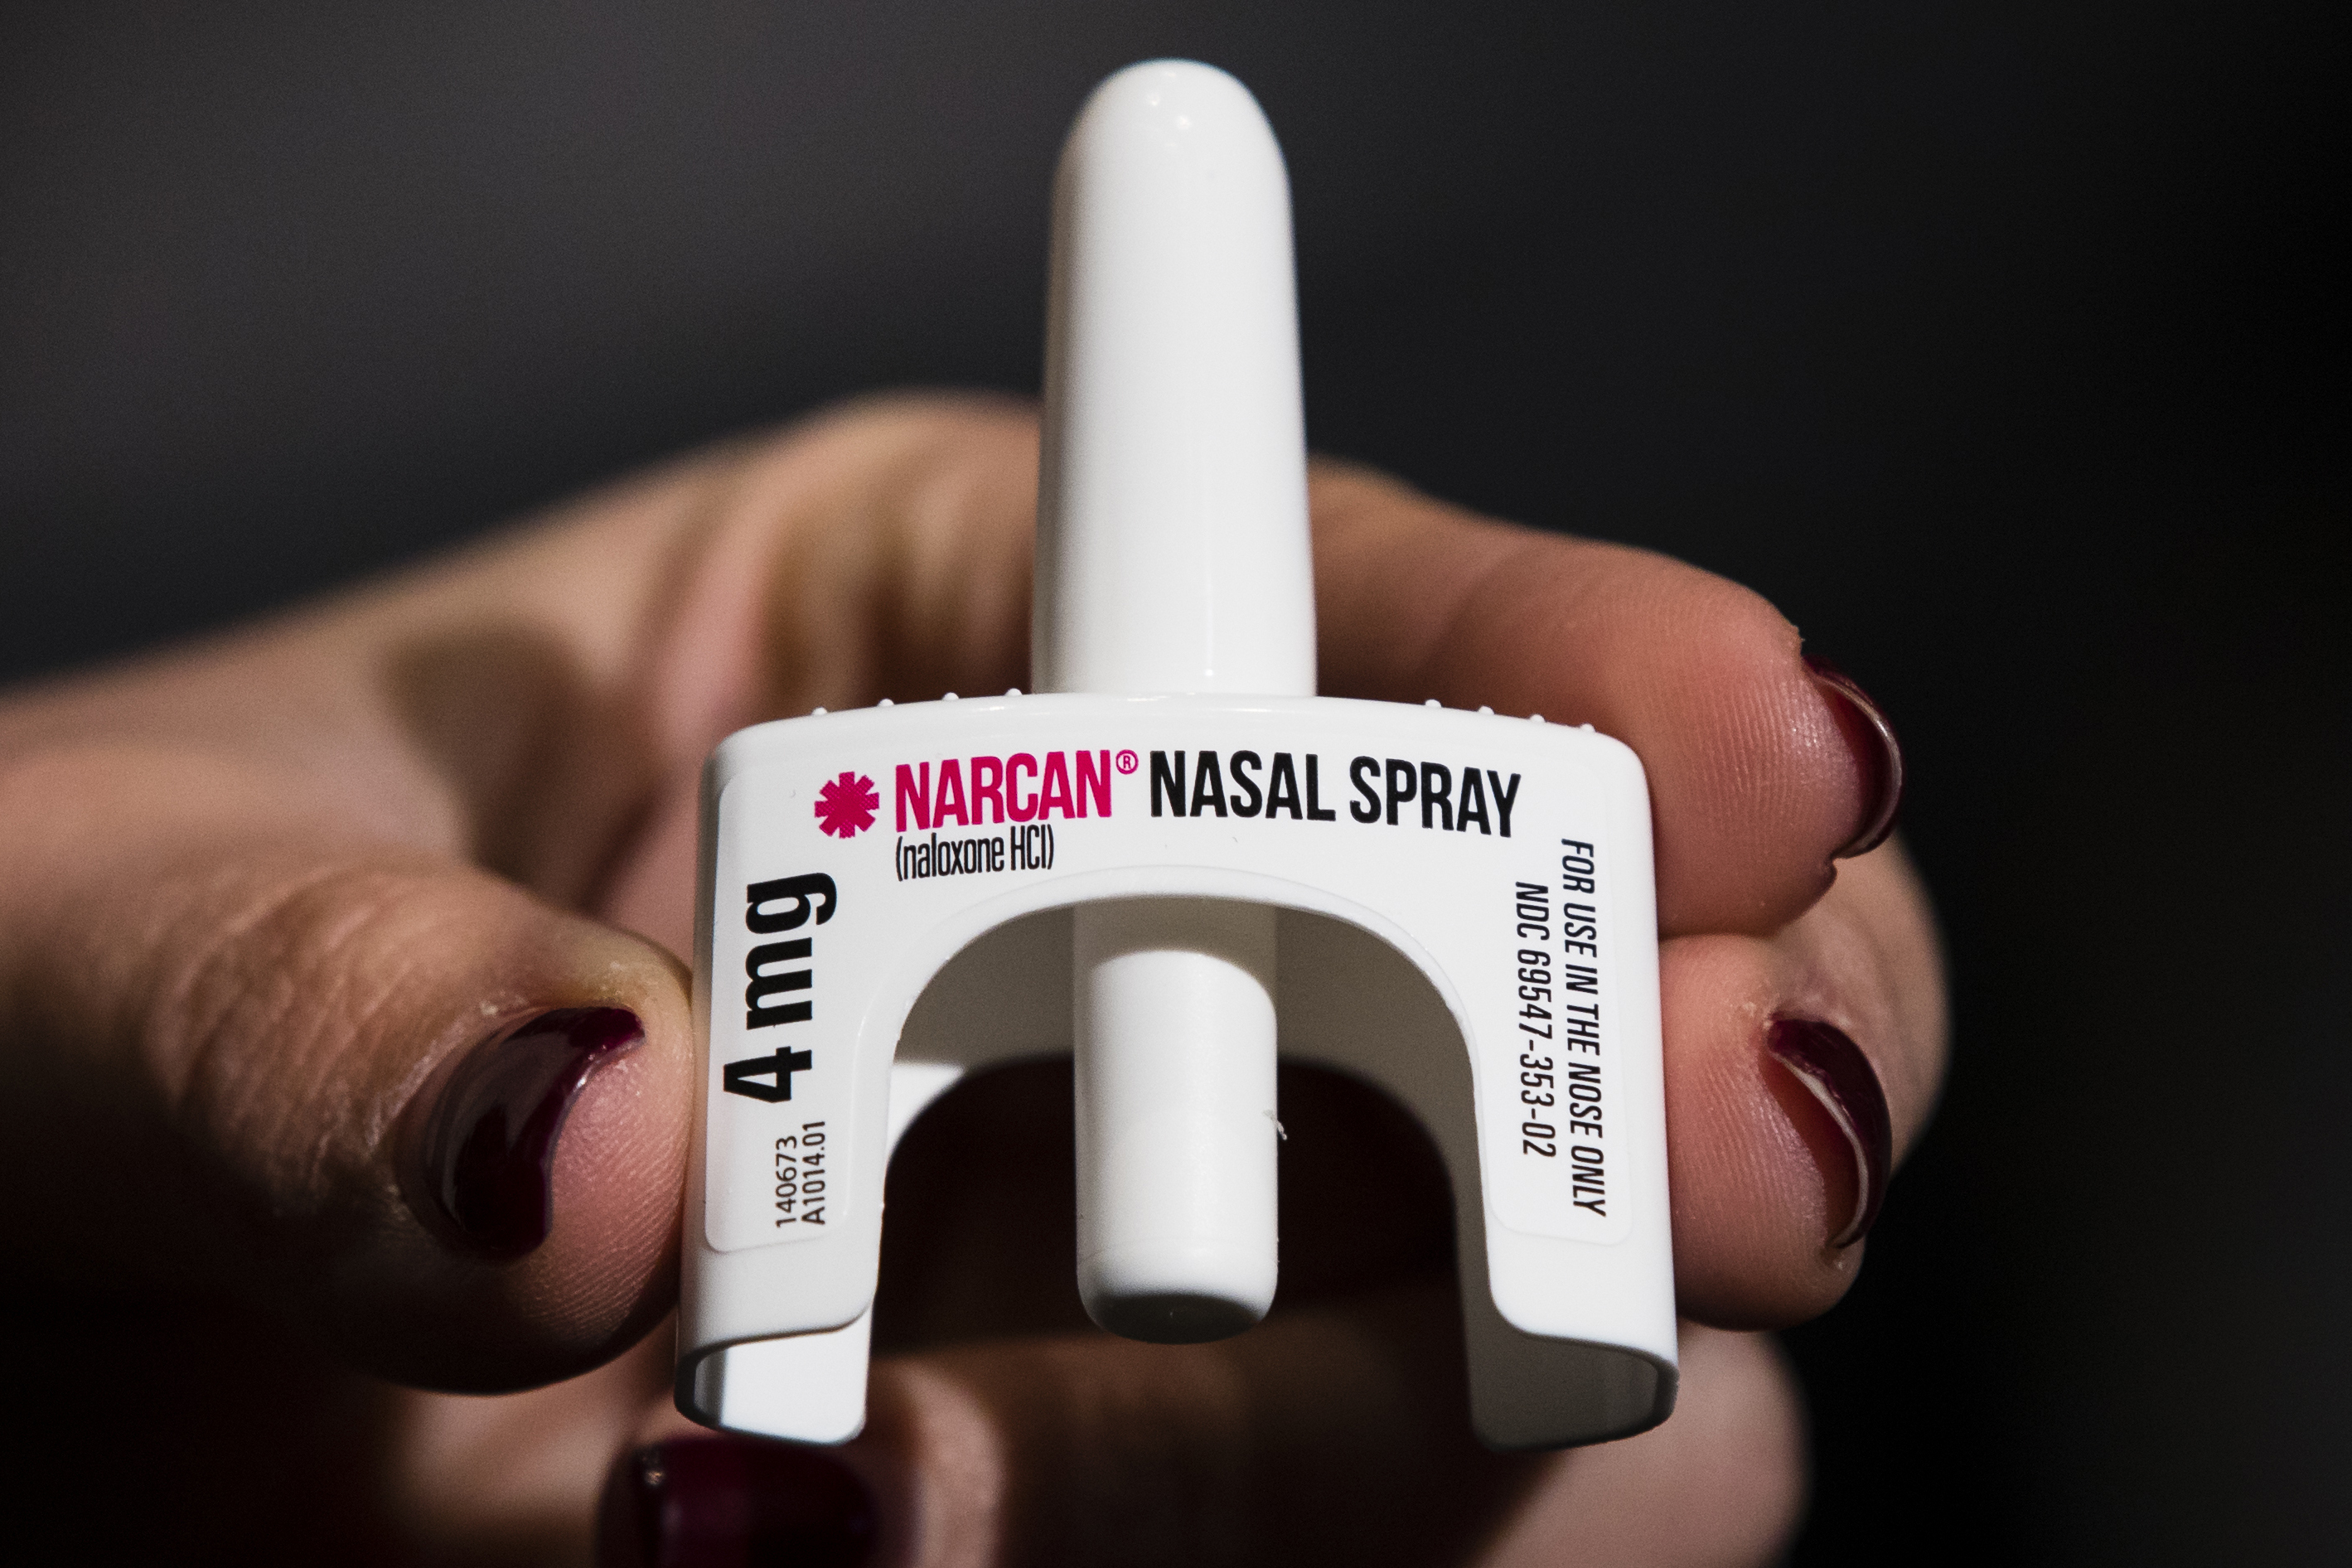 NARCAN® NASAL SPRAY
(naloxone HCl)
4 mg
140673
A1014.01
FOR USE IN THE NOSE ONLY
NDC 69547-353-02